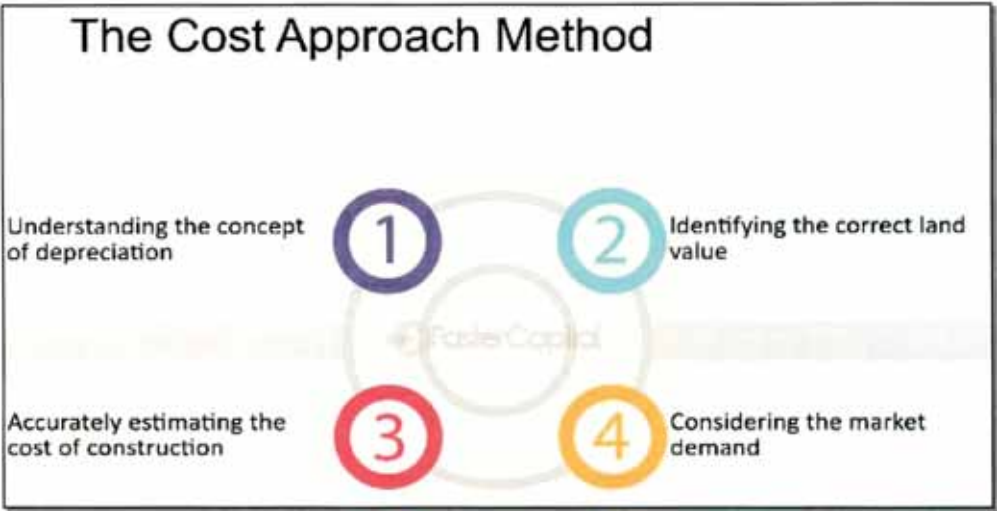 The Cost Approach Method
Understanding the concept
of depreciation
1
2
Identifying the correct land
value
FasterCapital
Accurately estimating the
cost of construction
3
4
Considering the market
demand